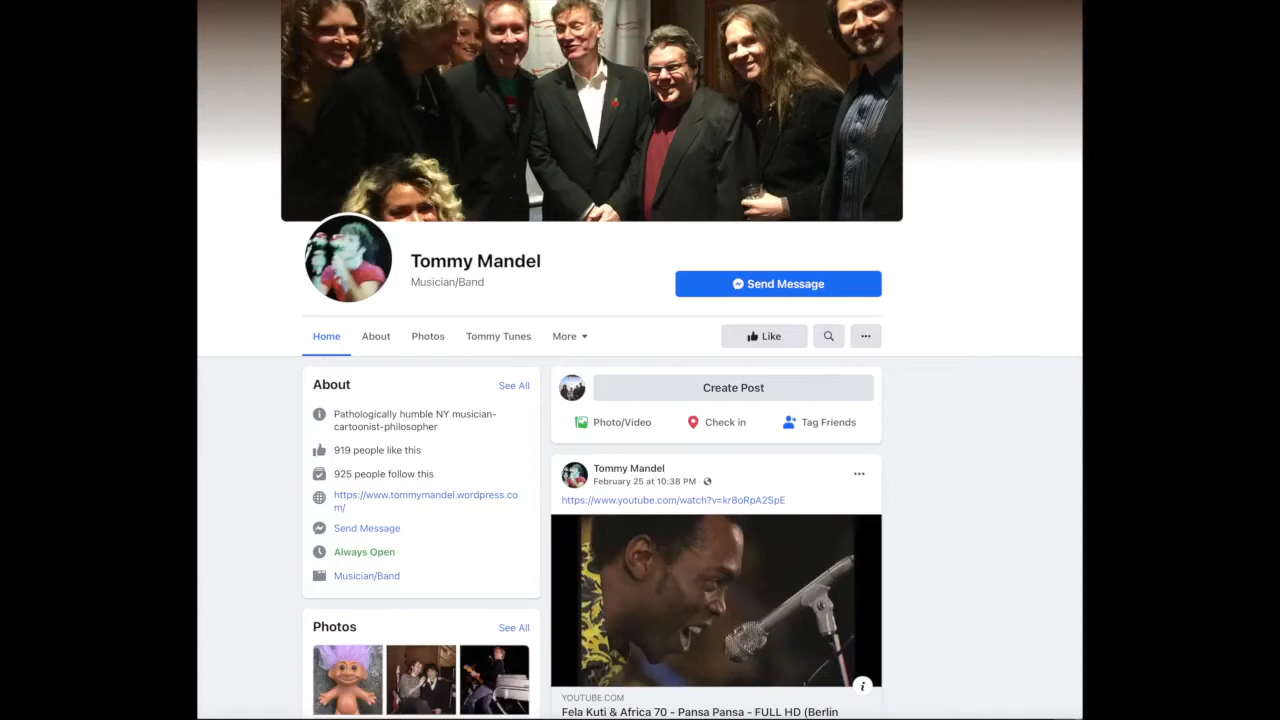 Tommy Mandel
Musician/Band
Send Message
Home
About
Photos
Tommy Tunes
More
Like
About
See All
Pathologically humble NY musician-
cartoonist-philosopher
919 people like this
925 people follow this
https://www.tommymandel.wordpress.co
m/
Send Message
Always Open
Musician/Band
Photos
See All
Create Post
Photo/Video
Check in
Tag Friends
Tommy Mandel
February 25 at 10:38 PM ·
https://www.youtube.com/watch?v=kr8oRpA2SpE
YOUTUBE.COM
Fela Kuti & Africa 70 - Pansa Pansa - FULL HD (Berlin